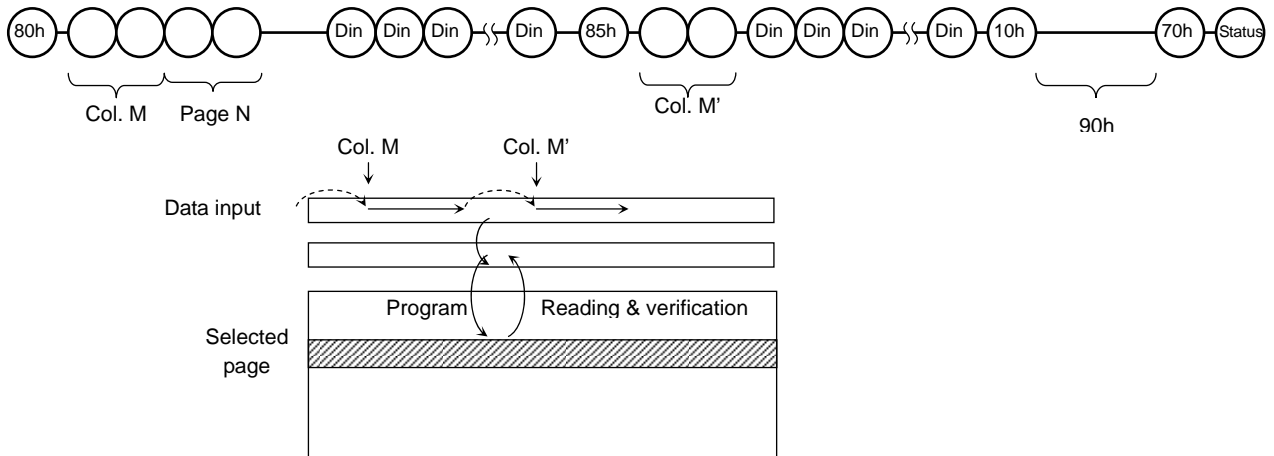 80h Din Din Din Din 85h Din Din Din Din 10h 70h Status
Col. M Page N Col. M’
90h
Col. M Col. M’
Data input
Program Reading & verification
Selected
page